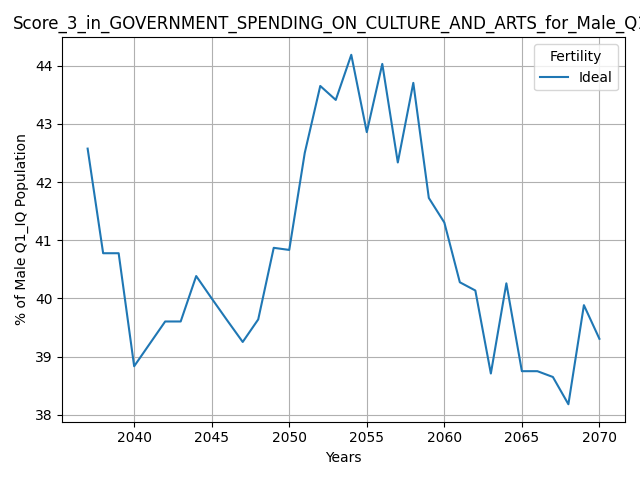 Score_3_in_GOVERNMENT_SPENDING_ON_CULTURE_AND_ARTS_for_Male_Q1
Fertility
Ideal
% of Male Q1_IQ Population
44
43
42
41
40
39
38
2040 2045 2050 2055 2060 2065 2070
Years